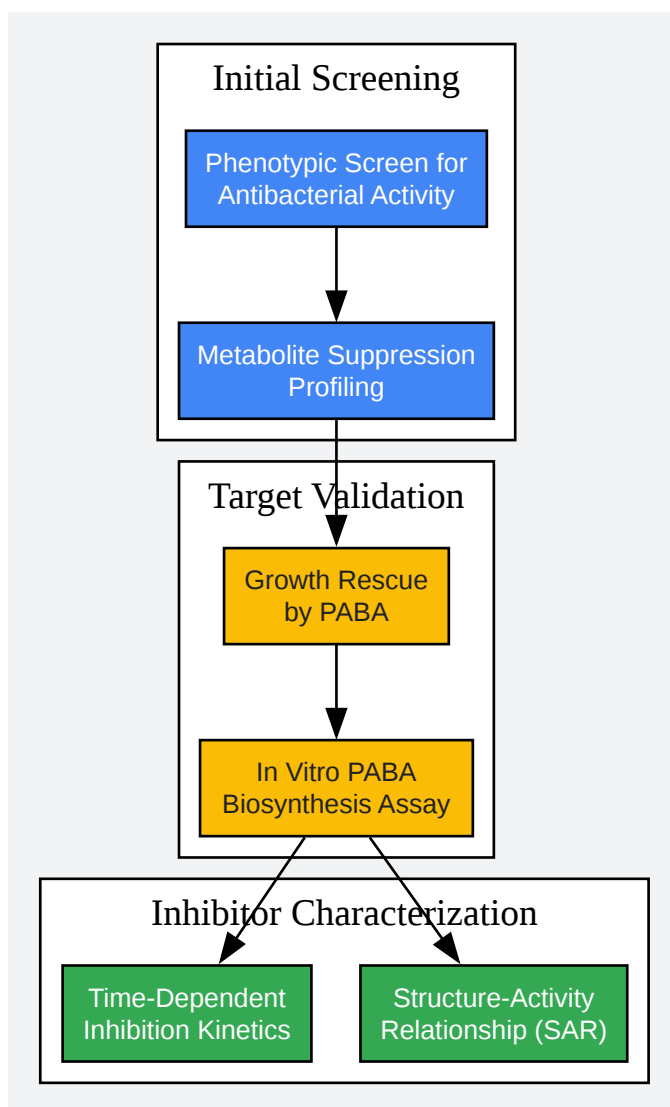 Initial Screening
Phenotypic Screen for
Antibacterial Activity
Metabolite Suppression
Profiling
Target Validation
Growth Rescue
by PABA
In Vitro PABA
Biosynthesis Assay
Inhibitor Characterization
Time-Dependent
Inhibition Kinetics
Structure-Activity
Relationship (SAR)